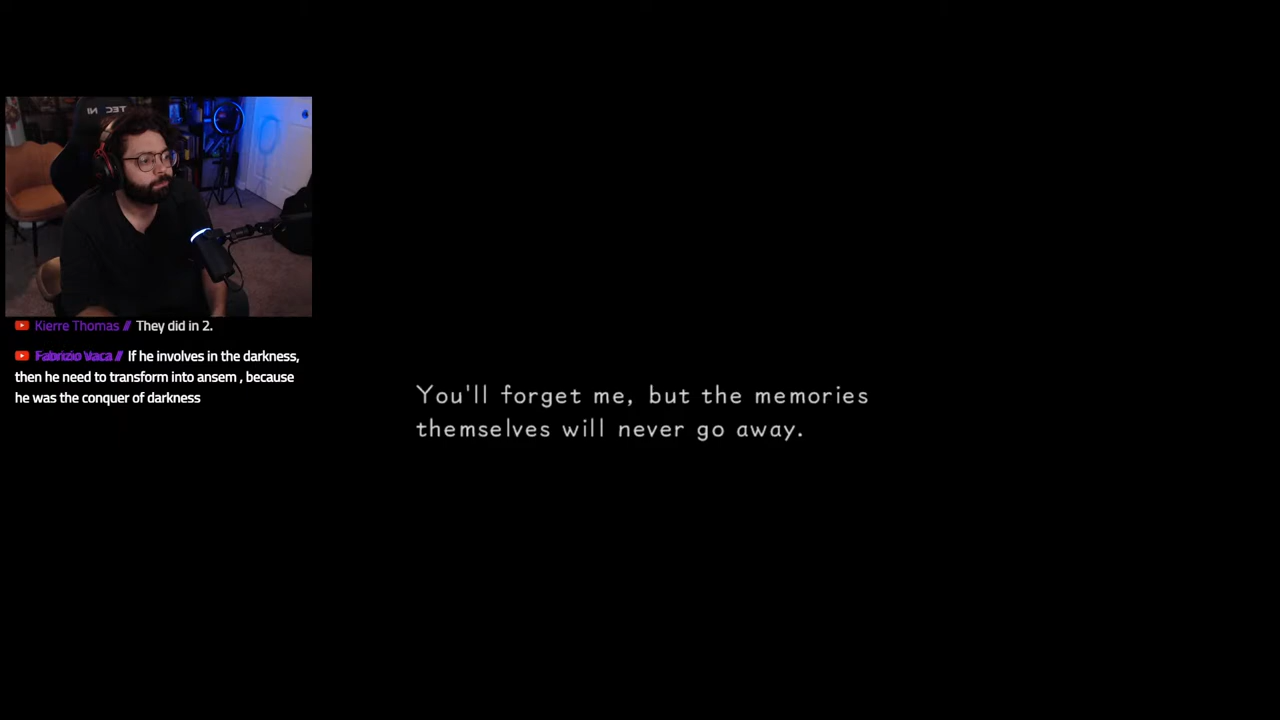 Kierre Thomas // They did in 2.
Fabrizio Vaca // If he involves in the darkness,
then he need to transform into ansem , because
he was the conquer of darkness
You'll forget me, but the memories
themselves will never go away.